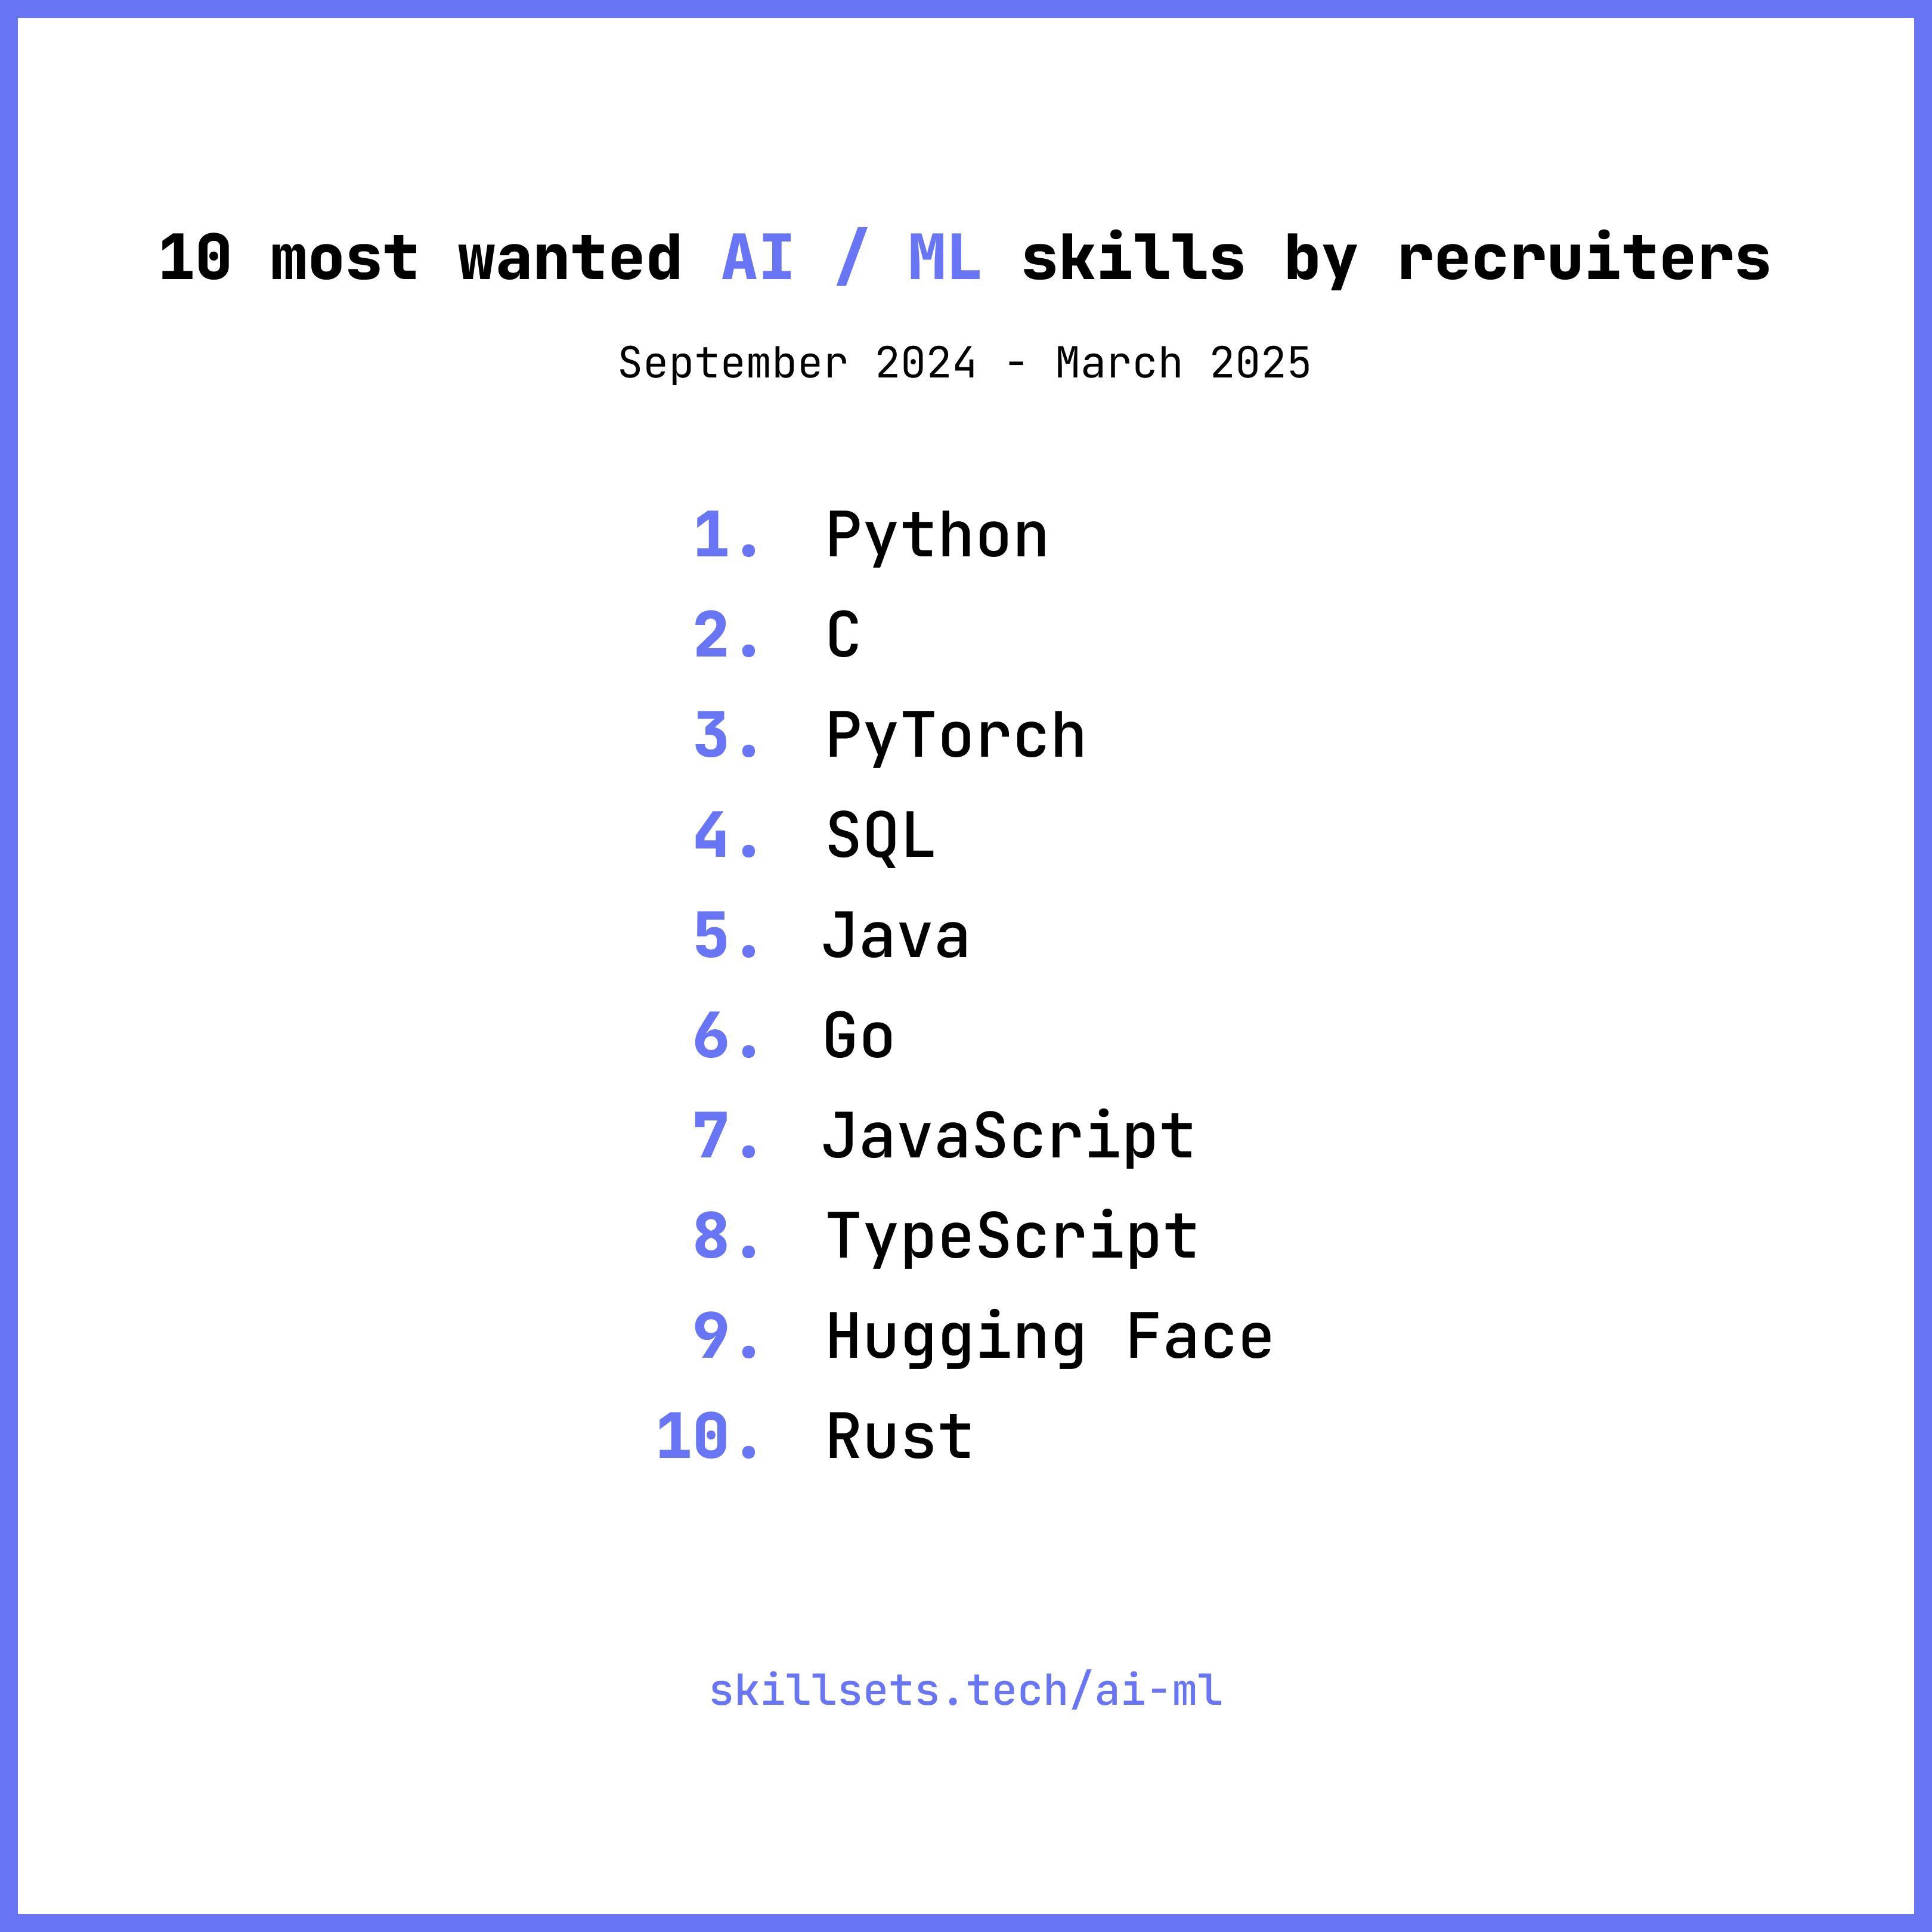 10 most wanted AI / ML skills by recruiters
September 2024 - March 2025
1. Python
2. C
3. PyTorch
4. SQL
5. Java
6. Go
7. JavaScript
8. TypeScript
9. Hugging Face
10. Rust
skillsets.tech/ai-ml